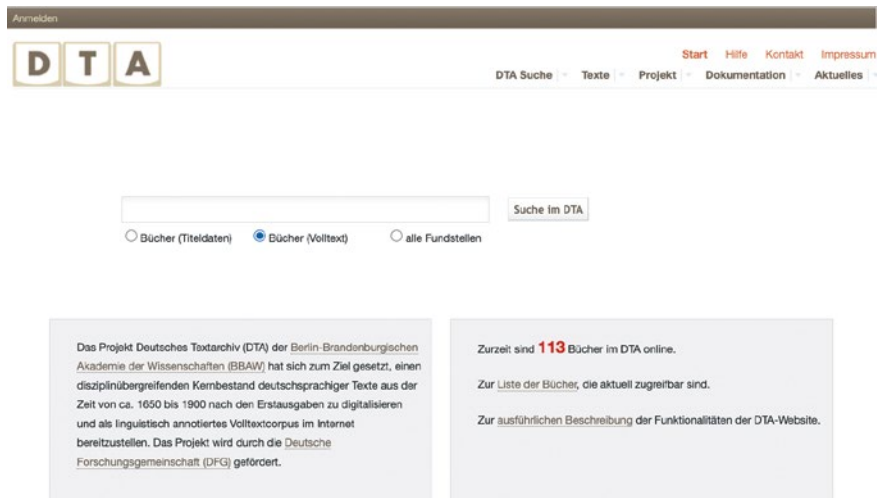 Anmelden
DTA
Start Hilfe Kontakt Impressum
DTA Suche Texte Projekt Dokumentation Aktuelles
Suche im DTA
Bücher (Titeldaten) Bücher (Volltext) alle Fundstellen
Das Projekt Deutsches Textarchiv (DTA) der Berlin-Brandenburgischen
Akademie der Wissenschaften (BBAW) hat sich zum Ziel gesetzt, einen
disziplinübergreifenden Kernbestand deutschsprachiger Texte aus der
Zeit von ca. 1650 bis 1900 nach den Erstausgaben zu digitalisieren
und als linguistisch annotiertes Volltextcorpus im Internet
bereitzustellen. Das Projekt wird durch die Deutsche
Forschungsgemeinschaft (DFG) gefördert.
Zurzeit sind 113 Bücher im DTA online.
Zur Liste der Bücher, die aktuell zugreifbar sind.
Zur ausführlichen Beschreibung der Funktionalitäten der DTA-Website.